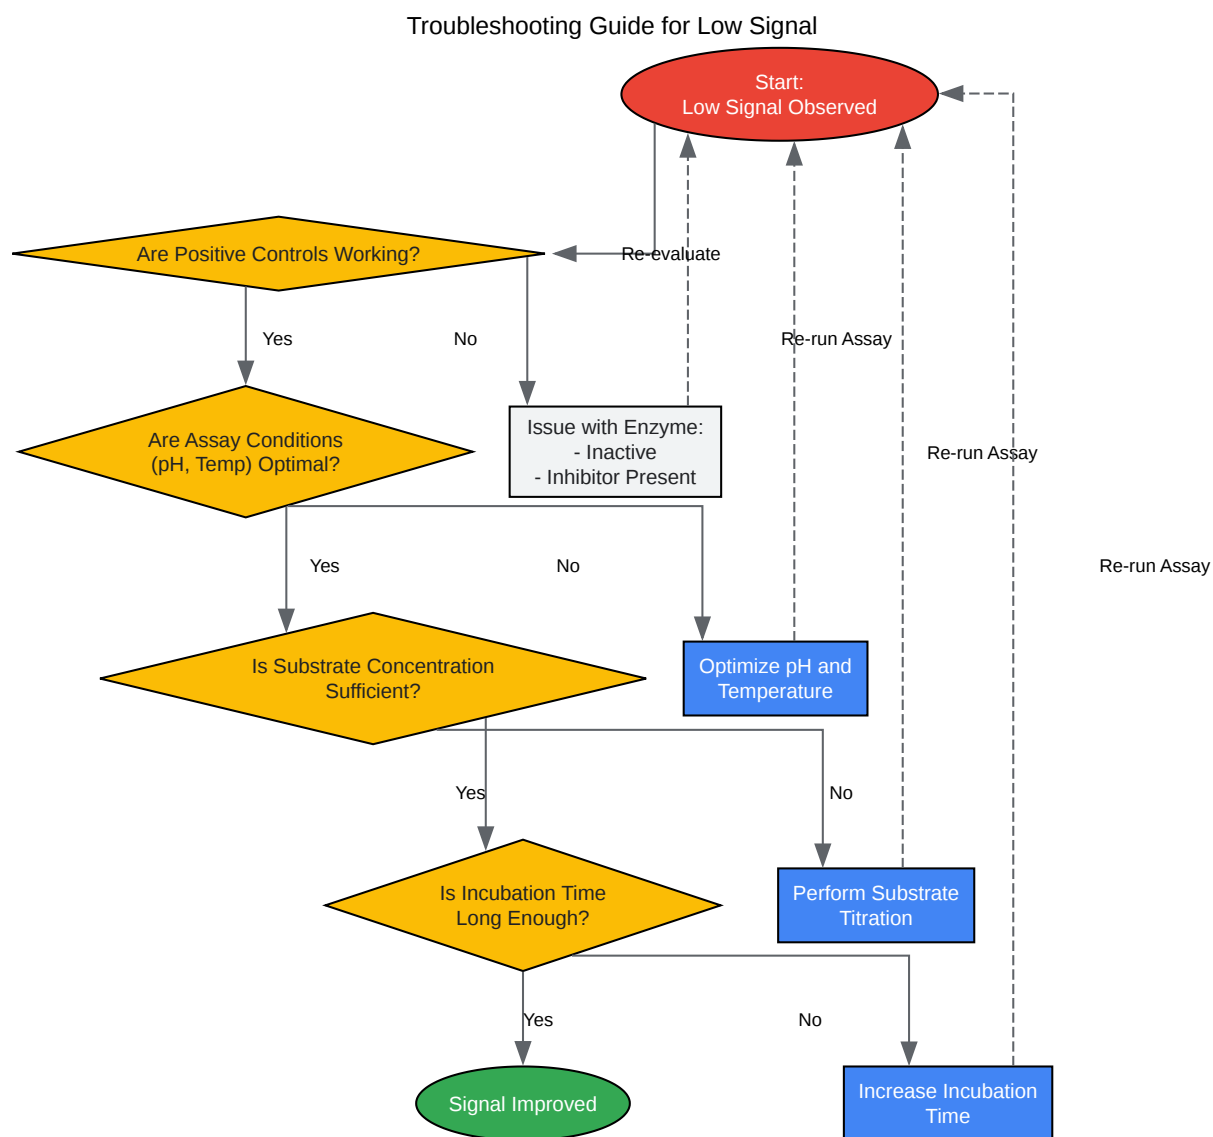 Troubleshooting Guide for Low Signal
Start:
Low Signal Observed
Are Positive Controls Working?
Re-evaluate
Yes
No
Re-run Assay
Are Assay Conditions
(pH, Temp) Optimal?
Issue with Enzyme:
- Inactive
- Inhibitor Present
Re-run Assay
Yes
No
Re-run Assay
Is Substrate Concentration
Sufficient?
Optimize pH and
Temperature
Yes
No
Is Incubation Time
Long Enough?
Perform Substrate
Titration
Yes
No
Signal Improved
Increase Incubation
Time